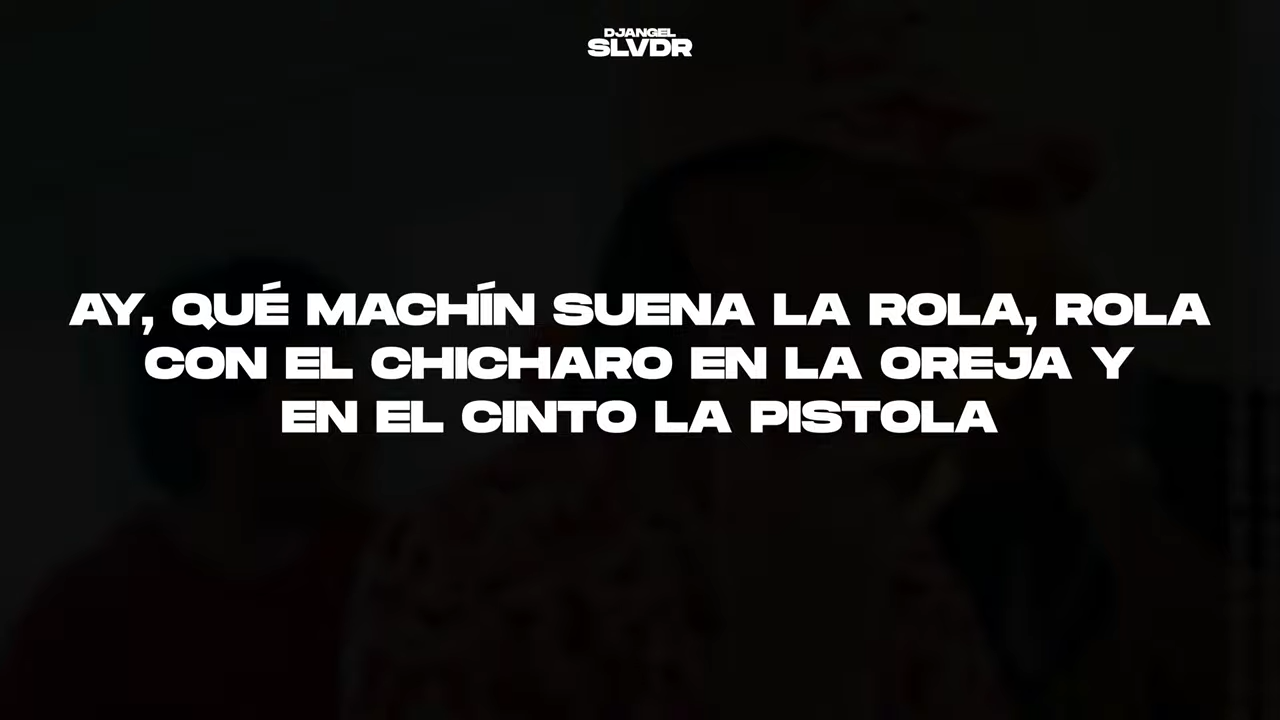 DJANGEL
SLVDR
AY, QUÉ MACHÍN SUENA LA ROLA, ROLA
CON EL CHICHARO EN LA OREJA Y
EN EL CINTO LA PISTOLA